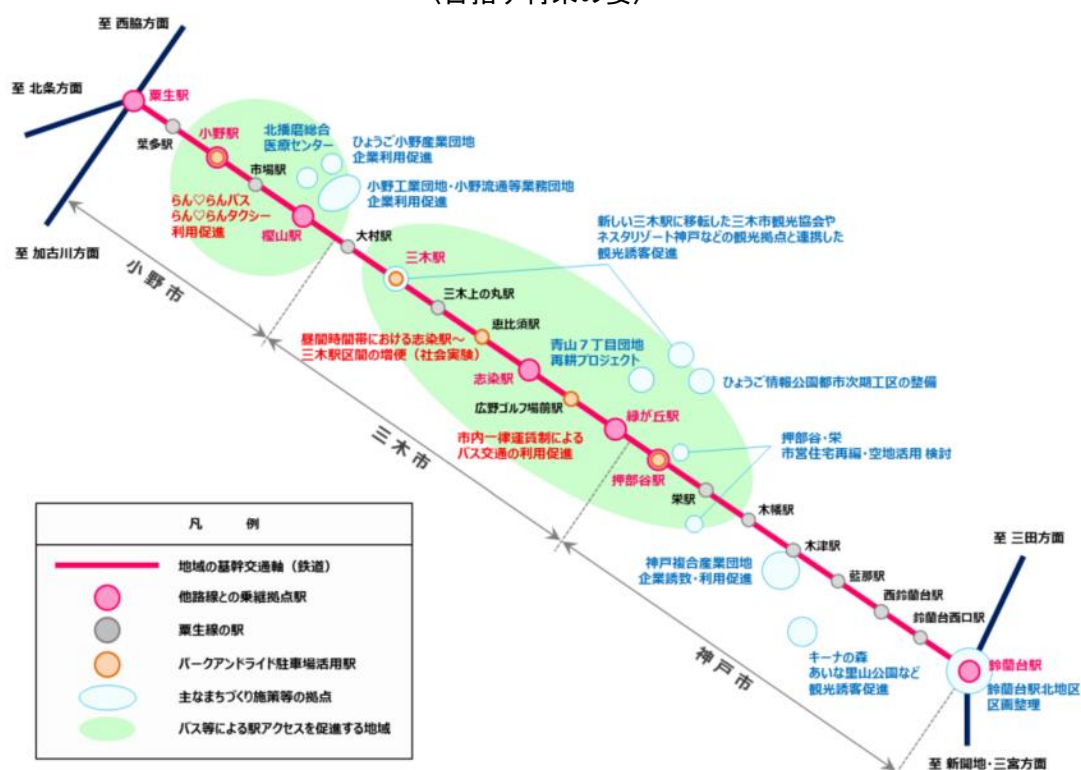 (目指す将来の姿)
至 西脇方面
至 北条方面
粟生駅
葉多駅
小野駅
北播磨総合
医療センター
ひょうご小野産業団地
企業利用促進
市場駅
小野工業団地・小野流通等業務団地
企業利用促進
らん♡らんバス
らん♡らんタクシー
利用促進
樫山駅
至 加古川方面
大村駅
新しい三木駅に移転した三木市観光協会や
ネスタリゾート神戸などの観光拠点と連携した
観光誘客促進
三木駅
小野市
三木上の丸駅
恵比須駅
昼間時間帯における志染駅～
三木駅区間の増便（社会実験）
青山７丁目団地
再耕プロジェクト
志染駅
ひょうご情報公園都市次期工区の整備
広野ゴルフ場前駅
緑が丘駅
三木市
市内一律運賃制による
バス交通の利用促進
押部谷・栄
市営住宅再編・空地活用 検討
押部谷駅
栄駅
木幡駅
木津駅
至 三田方面
神戸複合産業団地
企業誘致・利用促進
藍那駅
西鈴蘭台駅
鈴蘭台西口駅
キーナの森
あいな里山公園など
観光誘客促進
神戸市
鈴蘭台駅
鈴蘭台駅北地区
区画整理
至 新開地・三宮方面
凡 例
地域の基幹交通軸（鉄道）
他路線との乗継拠点駅
粟生線の駅
パークアンドライド駐車場活用駅
主なまちづくり施策等の拠点
バス等による駅アクセスを促進する地域